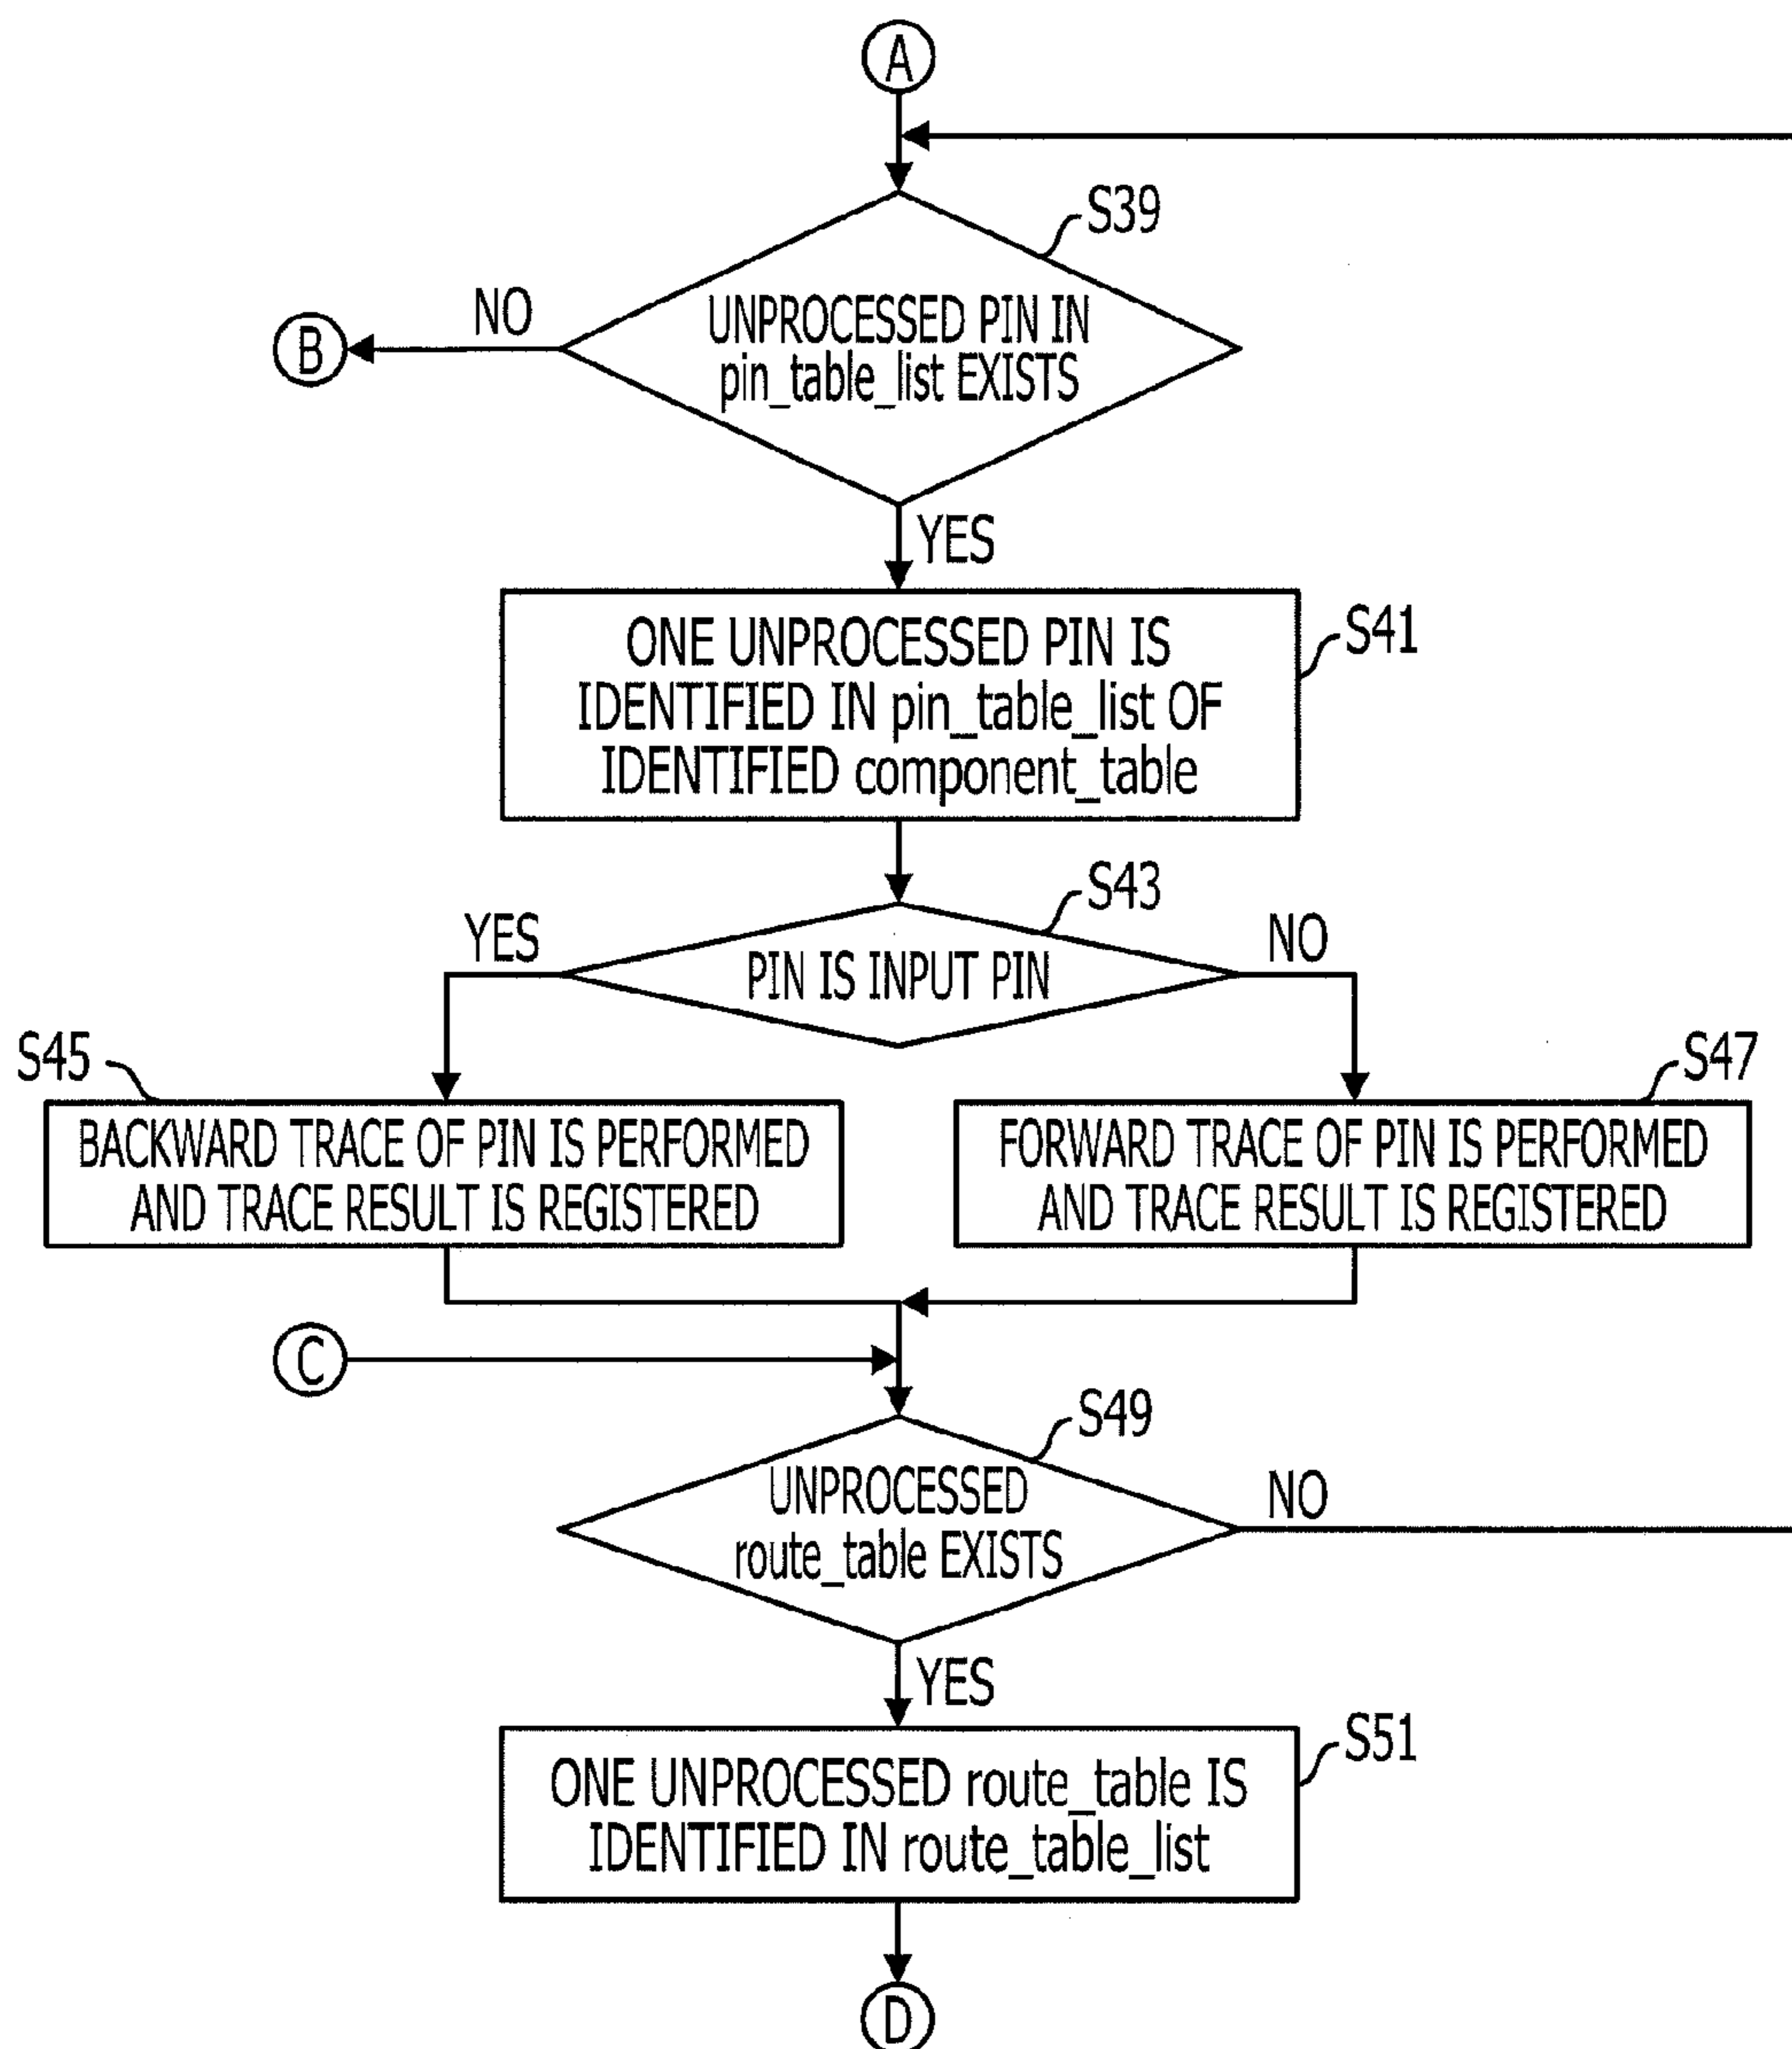 A
S39
NO
UNPROCESSED PIN IN
pin_table_list EXISTS
B
YES
ONE UNPROCESSED PIN IS
IDENTIFIED IN pin_table_list OF
IDENTIFIED component_table
S41
S43
YES
PIN IS INPUT PIN
NO
S45
S47
BACKWARD TRACE OF PIN IS PERFORMED
AND TRACE RESULT IS REGISTERED
FORWARD TRACE OF PIN IS PERFORMED
AND TRACE RESULT IS REGISTERED
C
S49
UNPROCESSED
route_table EXISTS
NO
YES
S51
ONE UNPROCESSED route_table IS
IDENTIFIED IN route_table_list
D